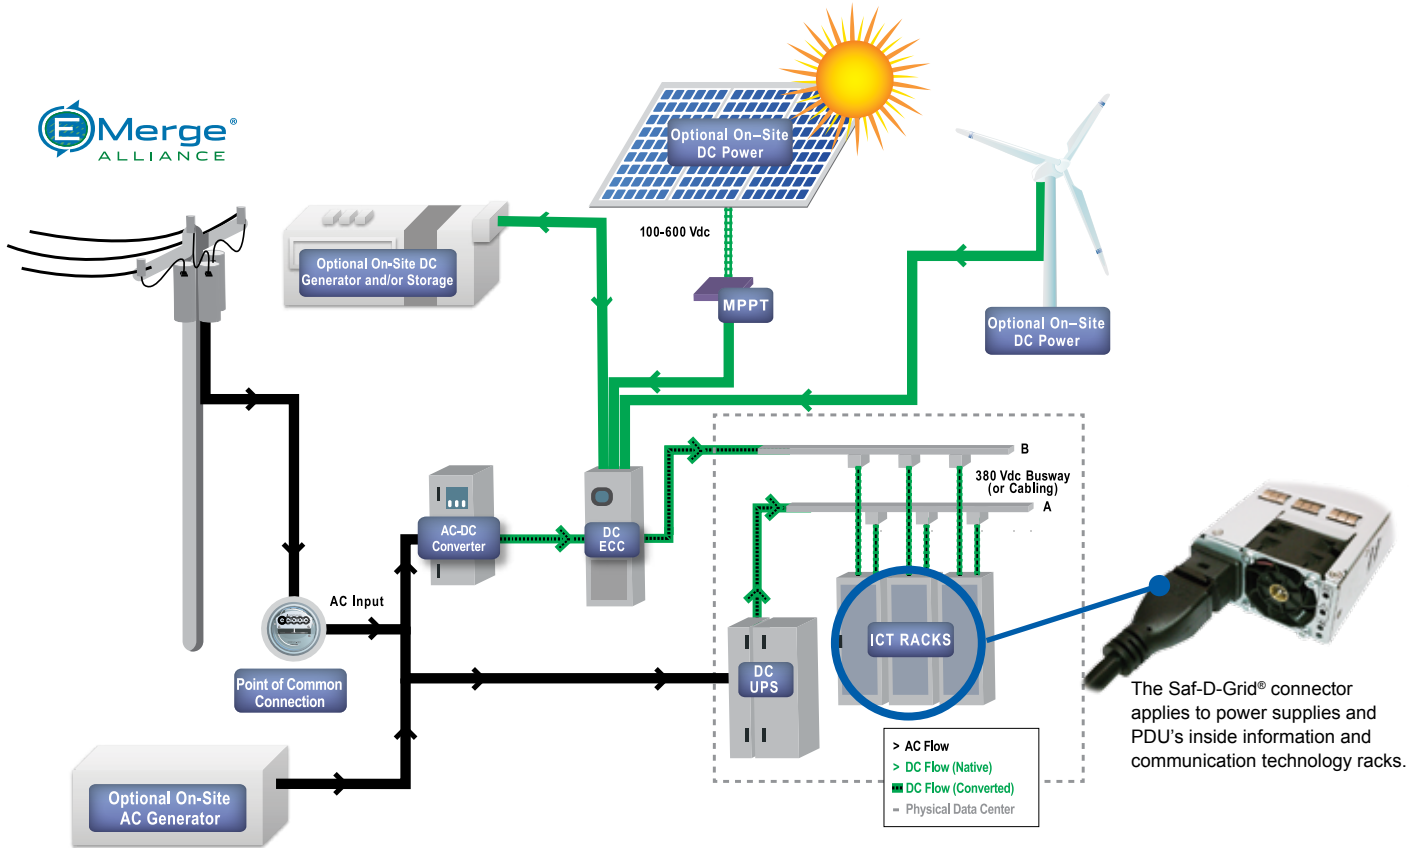 EMerge®
ALLIANCE
Optional On–Site
DC Power
100-600 Vdc
Optional On-Site DC
Generator and/or Storage
MPPT
Optional On–Site
DC Power
B
380 Vdc Busway
(or Cabling)
A
AC-DC
Converter
DC
ECC
AC Input
Point of Common
Connection
DC
UPS
ICT RACKS
Optional On-Site
AC Generator
> AC Flow
> DC Flow (Native)
DC Flow (Converted)
Physical Data Center
The Saf-D-Grid® connector
applies to power supplies and
PDU's inside information and
communication technology racks.